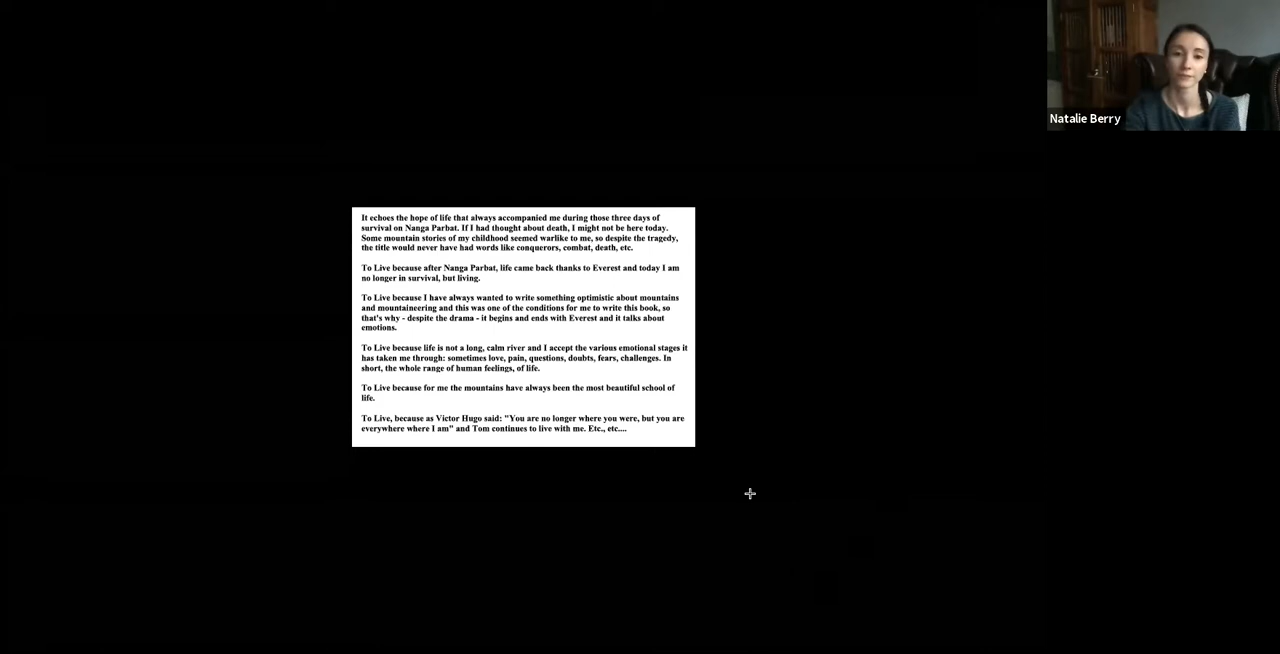 Natalie Berry
It echoes the hope of life that always accompanied me during those three days of
survival on Nanga Parbat. If I had thought about death, I might not be here today.
Some mountain stories of my childhood seemed warlike to me, so despite the tragedy,
the title would never have had words like conquerors, combat, death, etc.
To Live because after Nanga Parbat, life came back thanks to Everest and today I am
no longer in survival, but living.
To Live because I have always wanted to write something optimistic about mountains
and mountaineering and this was one of the conditions for me to write this book, so
that's why - despite the drama - it begins and ends with Everest and it talks about
emotions.
To Live because life is not a long, calm river and I accept the various emotional stages it
has taken me through: sometimes love, pain, questions, doubts, fears, challenges. In
short, the whole range of human feelings, of life.
To Live because for me the mountains have always been the most beautiful school of
life.
To Live, because as Victor Hugo said: "You are no longer where you were, but you are
everywhere where I am" and Tom continues to live with me. Etc., etc....